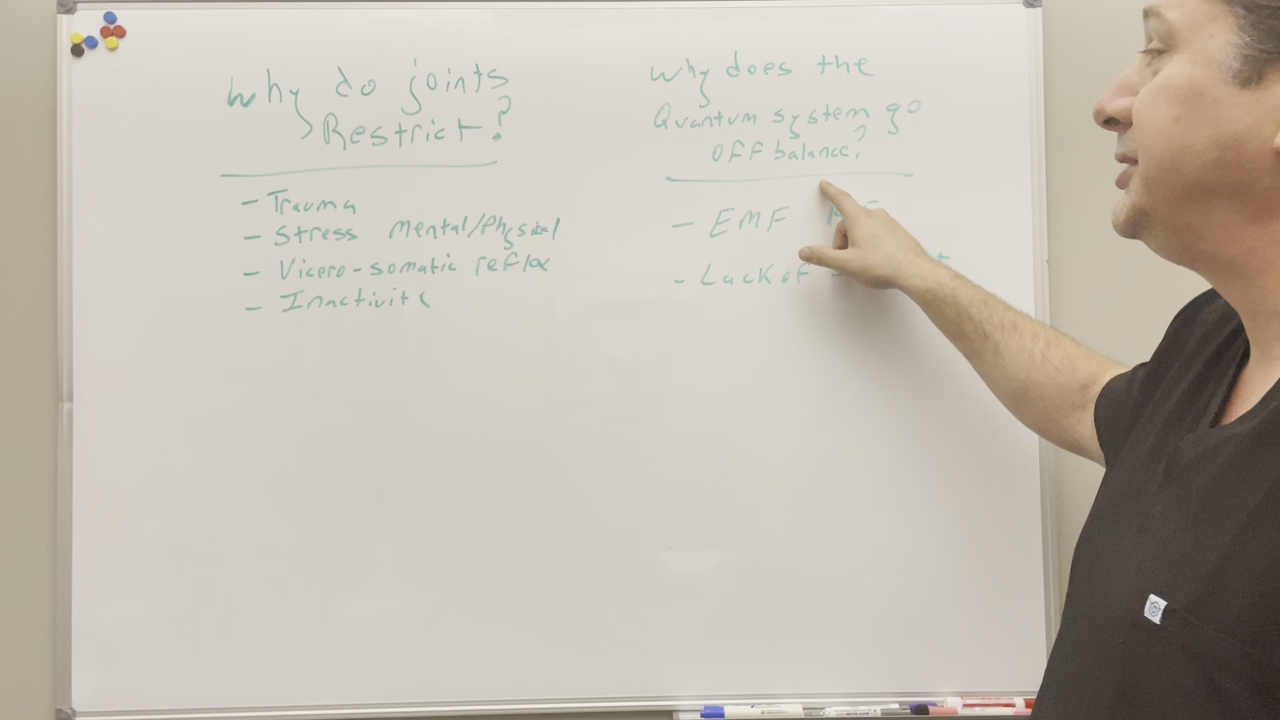 Why do joints
Restrict?
- Trauma
- Stress Mental/Physical
- Vicero-somatic reflex
- Inactivity
Why does the
Quantum system go
off balance?
- EMF
- Lack of